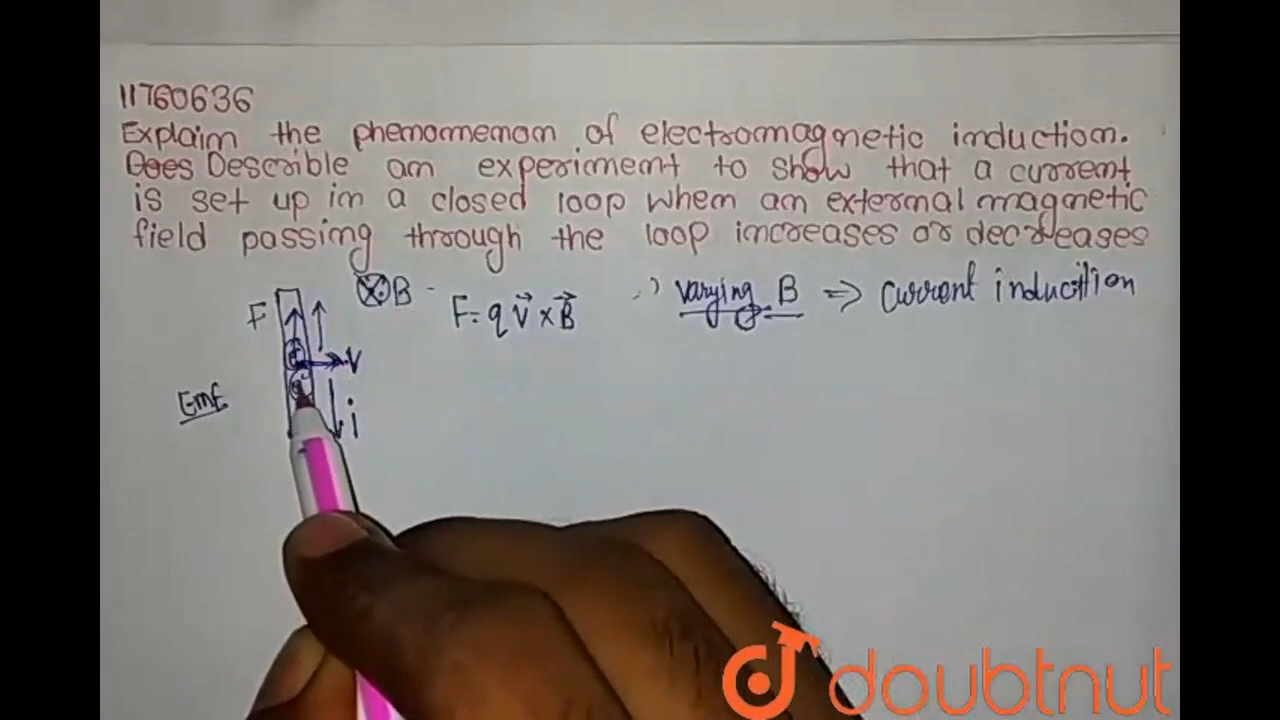 11760636
Explain the phenomenon of electromagnetic induction.
Does Describle an experiment to show that a current
is set up in a closed loop when an external magnetic
field passing through the loop increases or decreases
F B F = q V × B varying B ⇒ current induction
V
Emf i
doubtnut